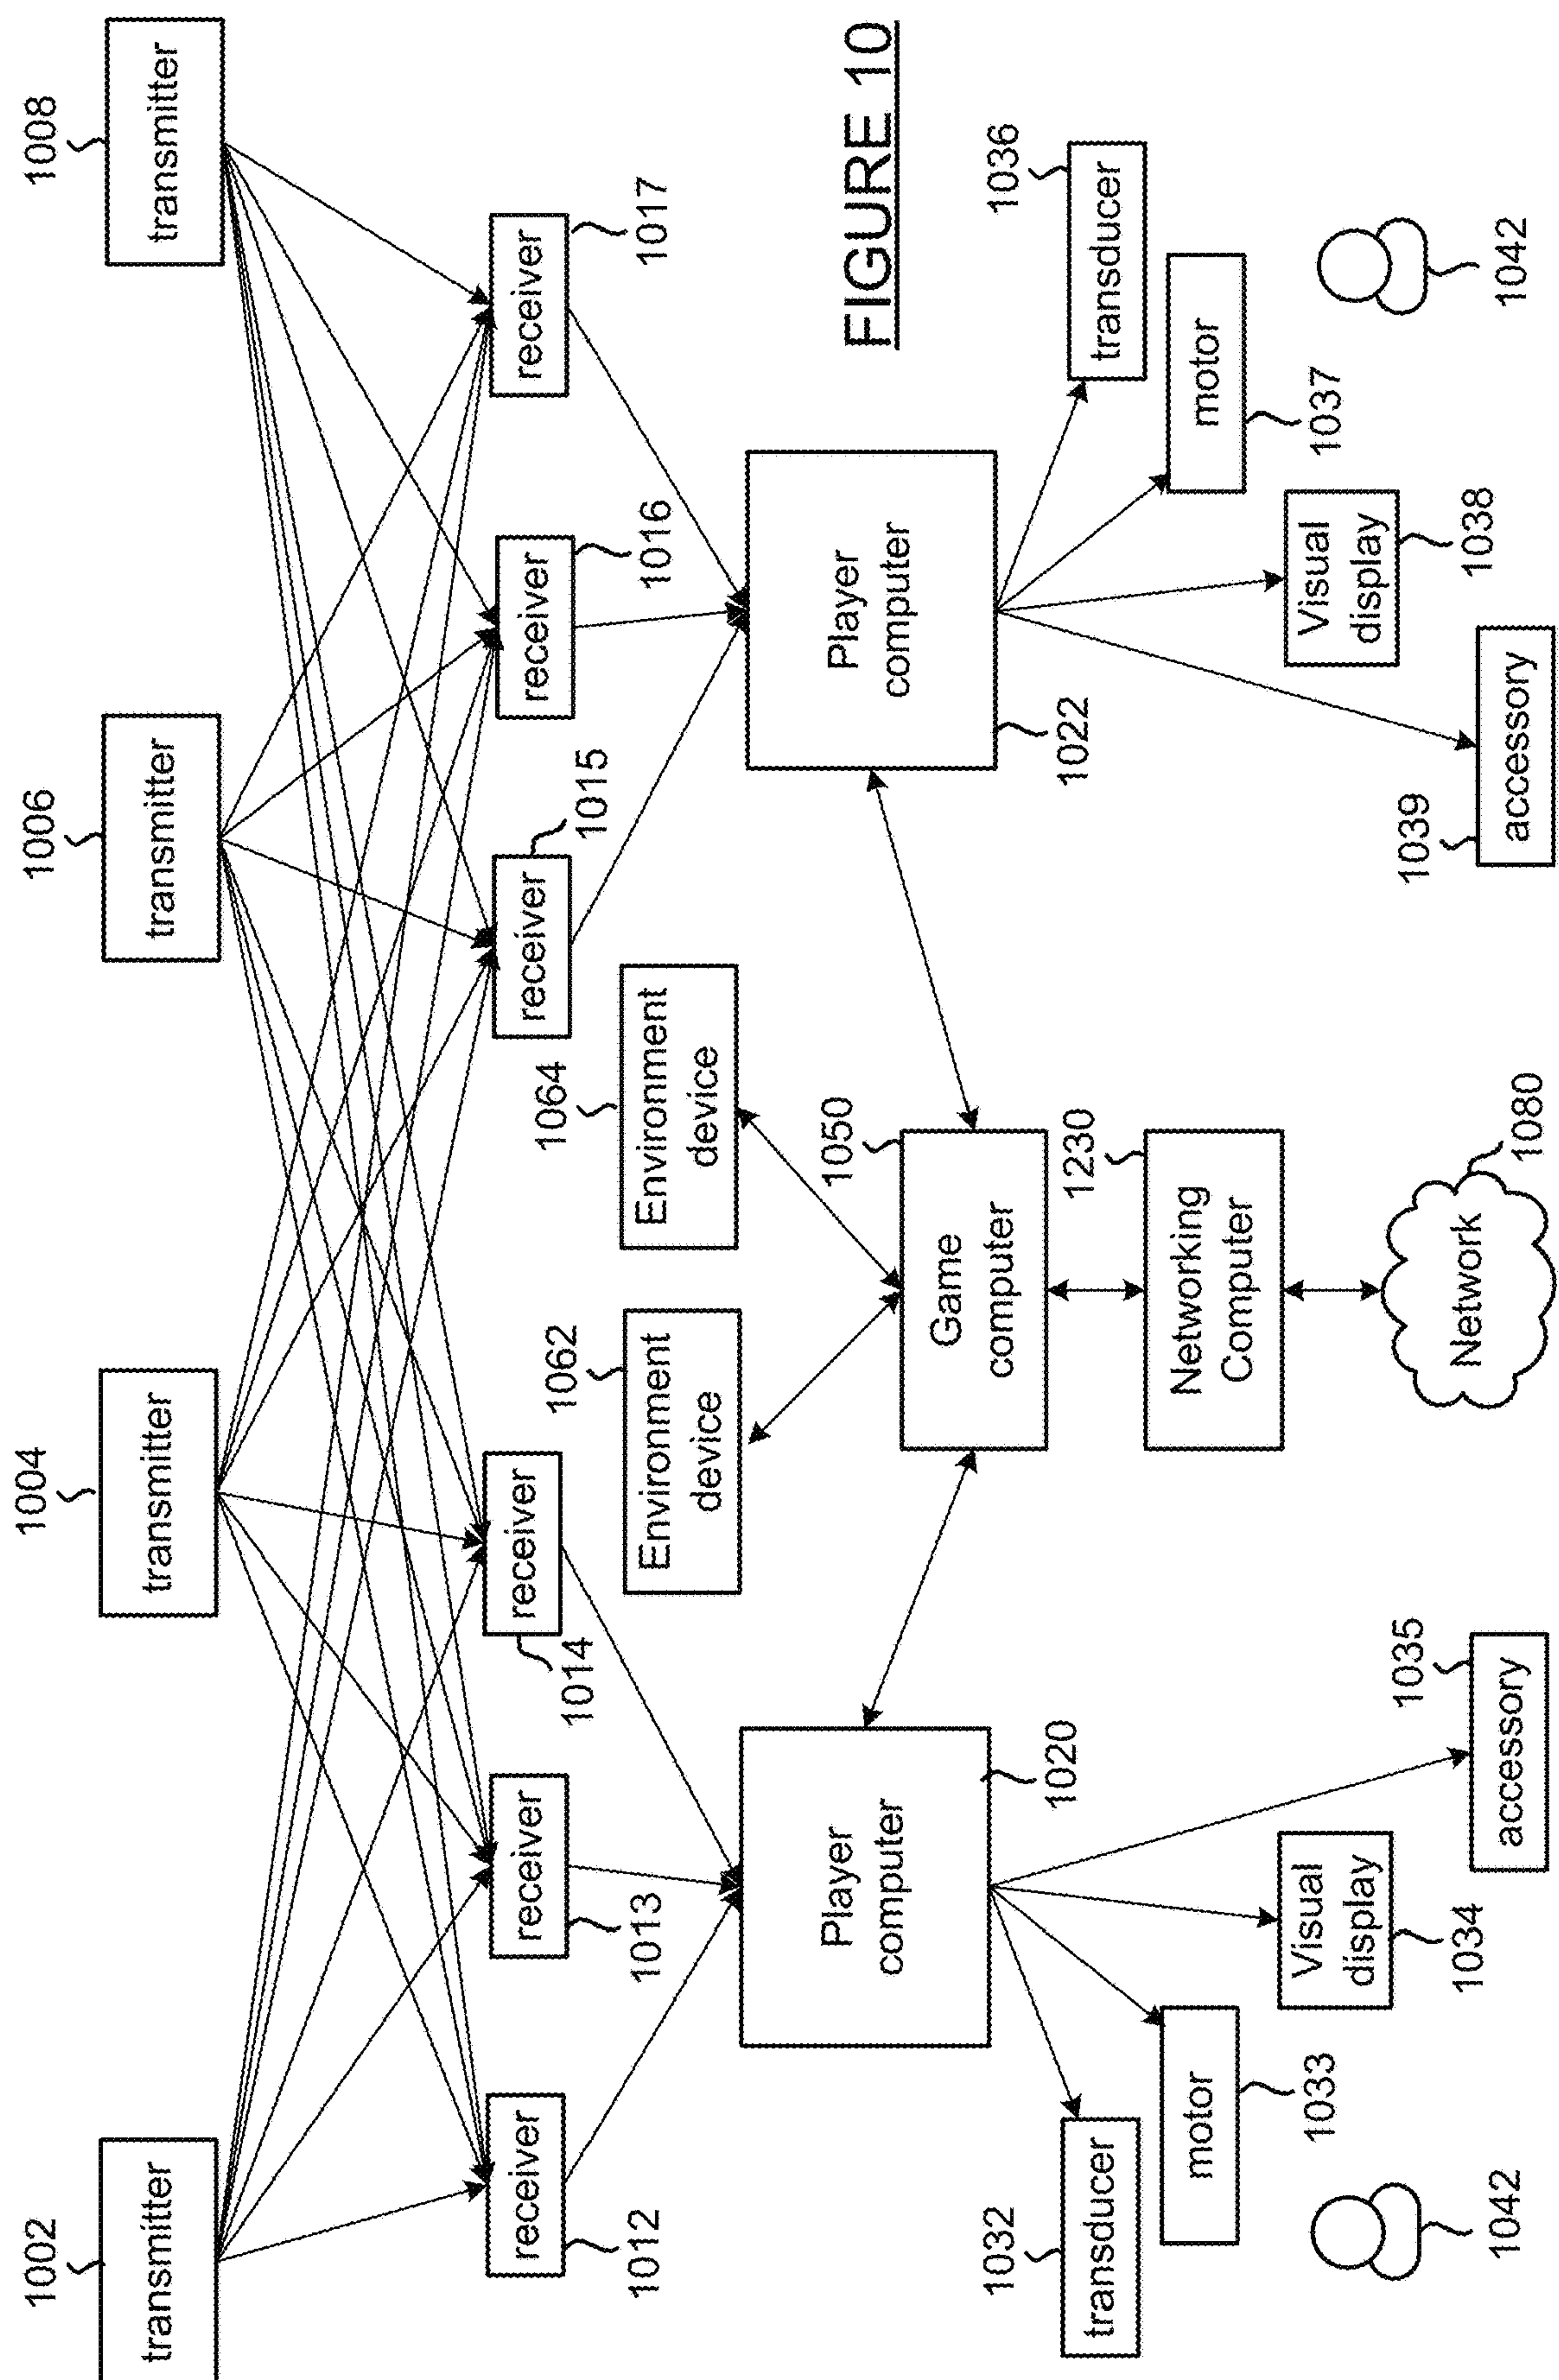 1002
1004
1006
1008
transmitter
transmitter
transmitter
transmitter
receiver
receiver
receiver
receiver
receiver
receiver
1012
1013
1014
1015
1016
1017
1062
1064
Environment
device
Environment
device
Player
computer
1020
1050
Game
computer
Player
computer
1022
FIGURE 10
1032
transducer
motor
1033
Visual
display
1034
1035
accessory
1230
Networking
Computer
Network
1080
1036
transducer
motor
1037
Visual
display
1038
1039
accessory
1042
1042